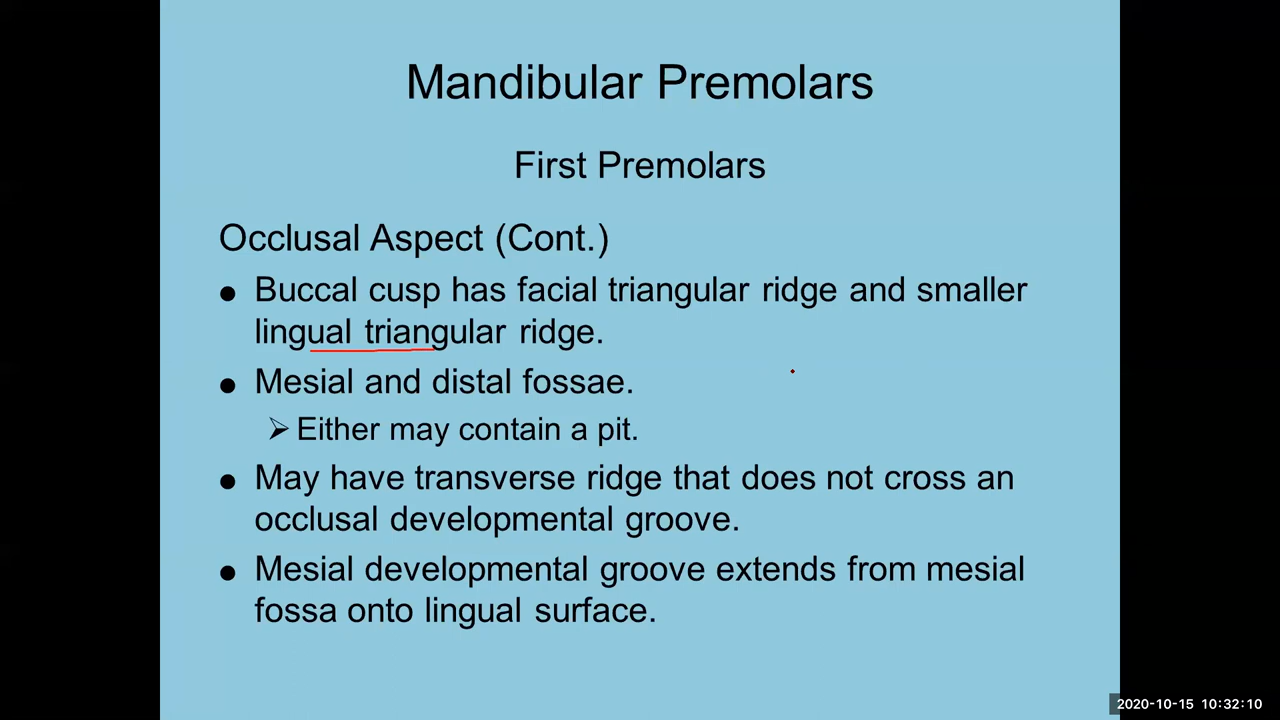 Mandibular Premolars
First Premolars
Occlusal Aspect (Cont.)
● Buccal cusp has facial triangular ridge and smaller
lingual triangular ridge.
● Mesial and distal fossae.
➢ Either may contain a pit.
● May have transverse ridge that does not cross an
occlusal developmental groove.
● Mesial developmental groove extends from mesial
fossa onto lingual surface.
2020-10-15 10:32:10